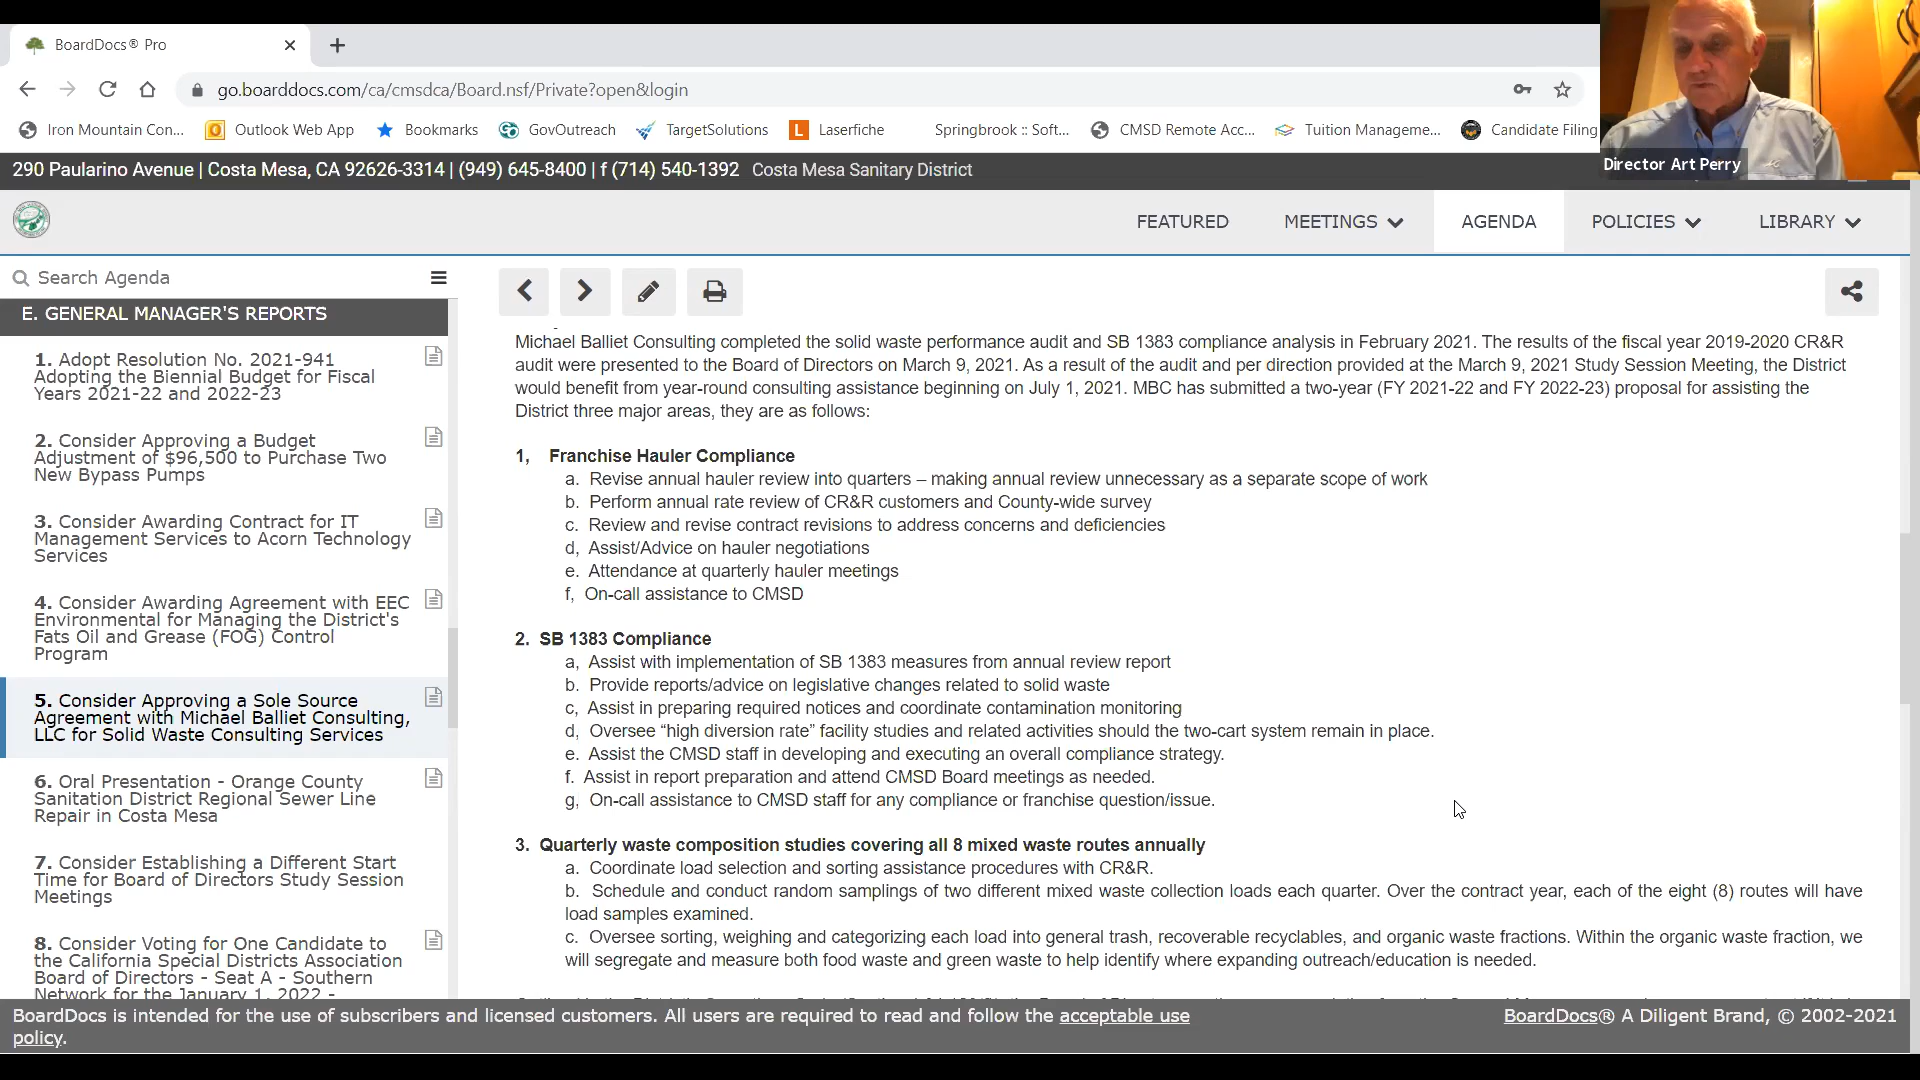 BoardDocs® Pro
go.boarddocs.com/ca/cmsdca/Board.nsf/Private?open&login
Iron Mountain Con... Outlook Web App Bookmarks GovOutreach TargetSolutions Laserfiche Springbrook :: Soft... CMSD Remote Acc... Tuition Manageme... Candidate Filing
Director Art Perry
290 Paularino Avenue | Costa Mesa, CA 92626-3314 | (949) 645-8400 | f (714) 540-1392 Costa Mesa Sanitary District
FEATURED MEETINGS AGENDA POLICIES LIBRARY
Search Agenda
E. GENERAL MANAGER'S REPORTS
1. Adopt Resolution No. 2021-941
Adopting the Biennial Budget for Fiscal
Years 2021-22 and 2022-23
2. Consider Approving a Budget
Adjustment of $96,500 to Purchase Two
New Bypass Pumps
3. Consider Awarding Contract for IT
Management Services to Acorn Technology
Services
4. Consider Awarding Agreement with EEC
Environmental for Managing the District's
Fats Oil and Grease (FOG) Control
Program
5. Consider Approving a Sole Source
Agreement with Michael Balliet Consulting,
LLC for Solid Waste Consulting Services
6. Oral Presentation - Orange County
Sanitation District Regional Sewer Line
Repair in Costa Mesa
7. Consider Establishing a Different Start
Time for Board of Directors Study Session
Meetings
8. Consider Voting for One Candidate to
the California Special Districts Association
Board of Directors - Seat A - Southern
Network for the January 1, 2022 -
Michael Balliet Consulting completed the solid waste performance audit and SB 1383 compliance analysis in February 2021. The results of the fiscal year 2019-2020 CR&R
audit were presented to the Board of Directors on March 9, 2021. As a result of the audit and per direction provided at the March 9, 2021 Study Session Meeting, the District
would benefit from year-round consulting assistance beginning on July 1, 2021. MBC has submitted a two-year (FY 2021-22 and FY 2022-23) proposal for assisting the
District three major areas, they are as follows:
1, Franchise Hauler Compliance
a. Revise annual hauler review into quarters – making annual review unnecessary as a separate scope of work
b. Perform annual rate review of CR&R customers and County-wide survey
c. Review and revise contract revisions to address concerns and deficiencies
d, Assist/Advice on hauler negotiations
e. Attendance at quarterly hauler meetings
f, On-call assistance to CMSD
2. SB 1383 Compliance
a, Assist with implementation of SB 1383 measures from annual review report
b. Provide reports/advice on legislative changes related to solid waste
c, Assist in preparing required notices and coordinate contamination monitoring
d, Oversee “high diversion rate” facility studies and related activities should the two-cart system remain in place.
e. Assist the CMSD staff in developing and executing an overall compliance strategy.
f. Assist in report preparation and attend CMSD Board meetings as needed.
g, On-call assistance to CMSD staff for any compliance or franchise question/issue.
3. Quarterly waste composition studies covering all 8 mixed waste routes annually
a. Coordinate load selection and sorting assistance procedures with CR&R.
b. Schedule and conduct random samplings of two different mixed waste collection loads each quarter. Over the contract year, each of the eight (8) routes will have
load samples examined.
c. Oversee sorting, weighing and categorizing each load into general trash, recoverable recyclables, and organic waste fractions. Within the organic waste fraction, we
will segregate and measure both food waste and green waste to help identify where expanding outreach/education is needed.
BoardDocs is intended for the use of subscribers and licensed customers. All users are required to read and follow the acceptable use
policy.
BoardDocs® A Diligent Brand, © 2002-2021